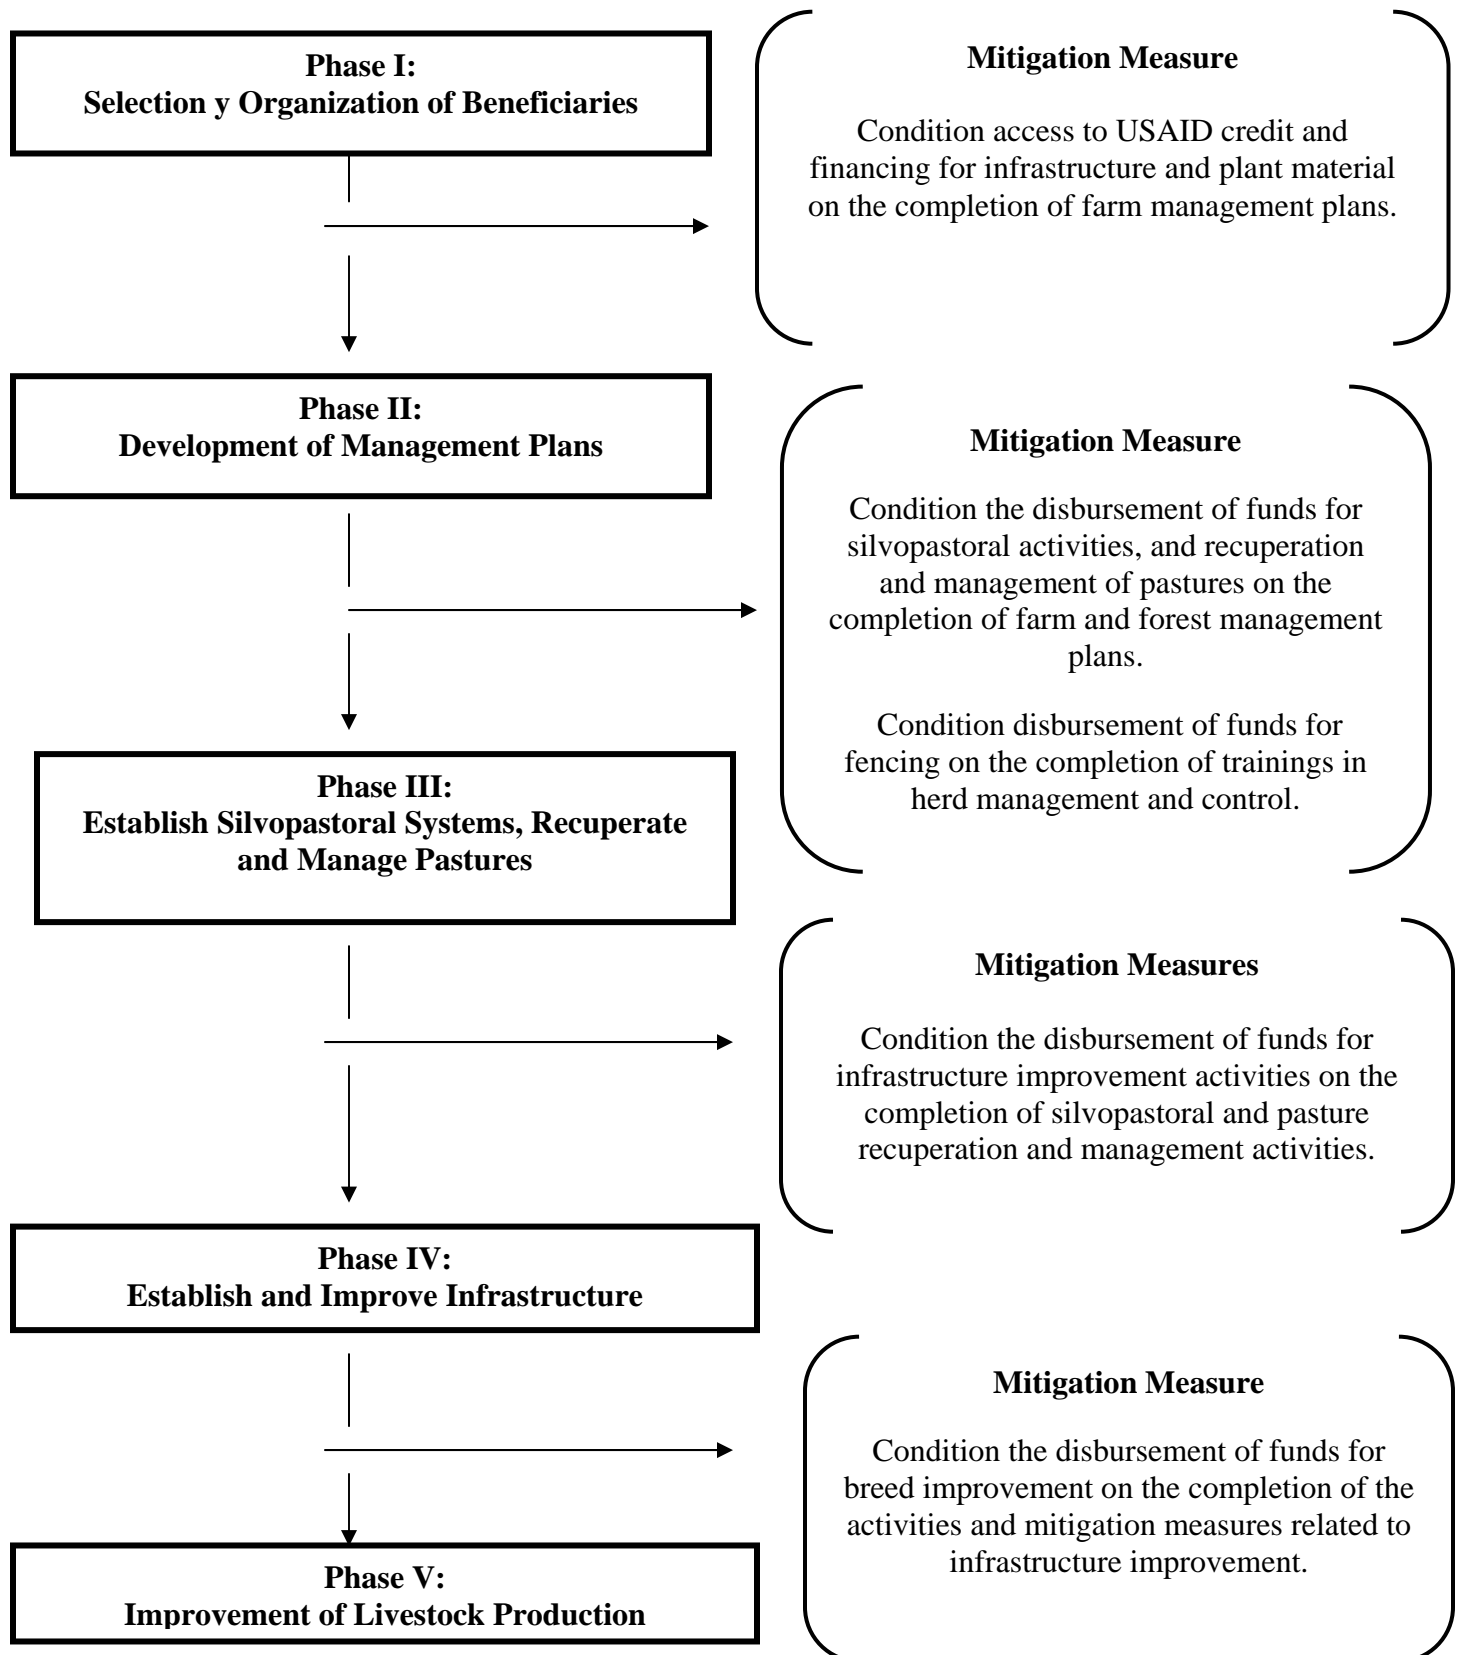 Phase I:
Selection y Organization of Beneficiaries
Mitigation Measure
Condition access to USAID credit and
financing for infrastructure and plant material
on the completion of farm management plans.
Phase II:
Development of Management Plans
Mitigation Measure
Condition the disbursement of funds for
silvopastoral activities, and recuperation
and management of pastures on the
completion of farm and forest management
plans.
Condition disbursement of funds for
fencing on the completion of trainings in
herd management and control.
Phase III:
Establish Silvopastoral Systems, Recuperate
and Manage Pastures
Mitigation Measures
Condition the disbursement of funds for
infrastructure improvement activities on the
completion of silvopastoral and pasture
recuperation and management activities.
Phase IV:
Establish and Improve Infrastructure
Mitigation Measure
Condition the disbursement of funds for
breed improvement on the completion of the
activities and mitigation measures related to
infrastructure improvement.
Phase V:
Improvement of Livestock Production